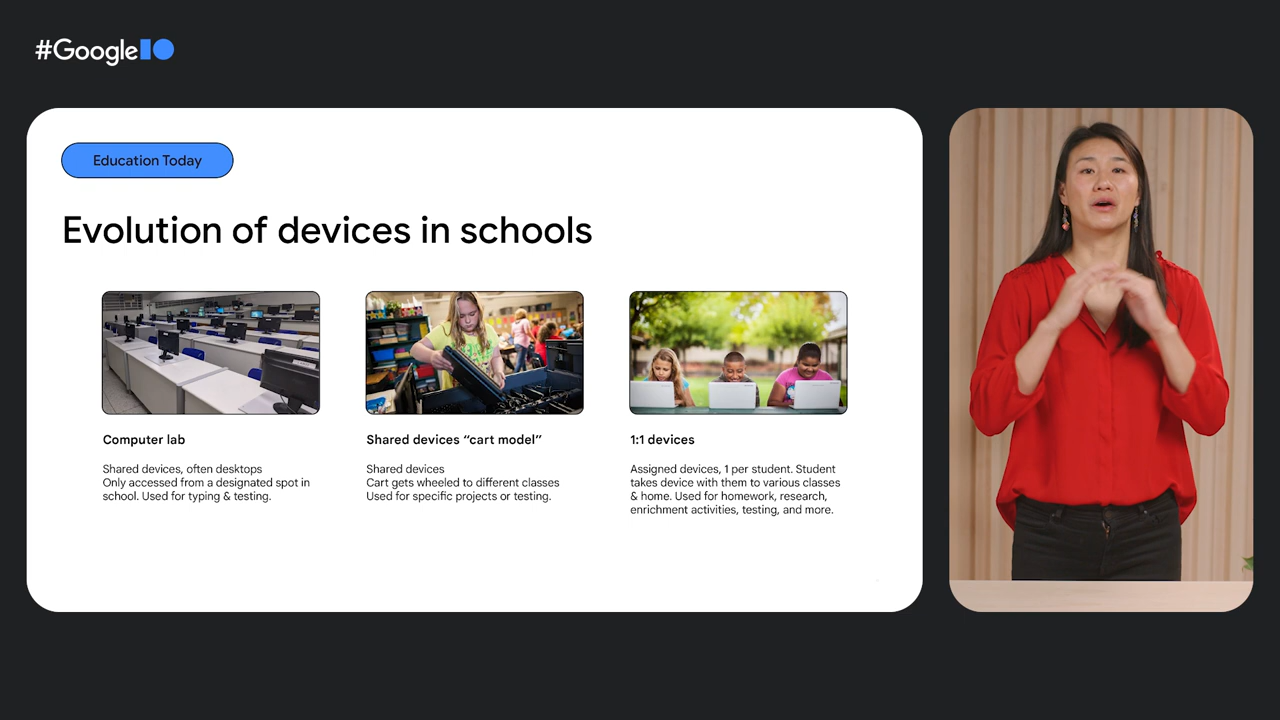 #GoogleIO
Education Today
Evolution of devices in schools
Computer lab
Shared devices, often desktops
Only accessed from a designated spot in
school. Used for typing & testing.
Shared devices “cart model”
Shared devices
Cart gets wheeled to different classes
Used for specific projects or testing.
1:1 devices
Assigned devices, 1 per student. Student
takes device with them to various classes
& home. Used for homework, research,
enrichment activities, testing, and more.